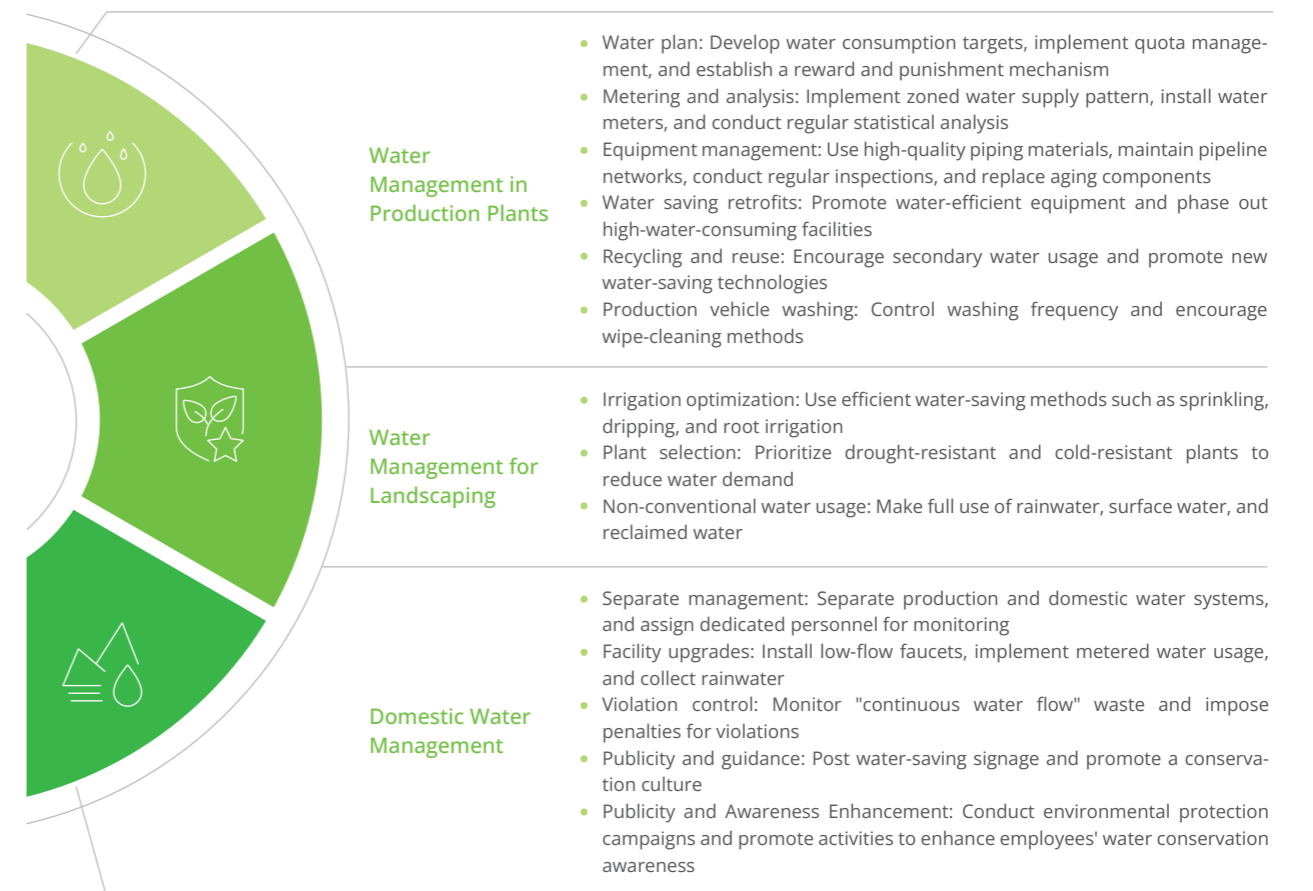 Water
Management in
Production Plants
• Water plan: Develop water consumption targets, implement quota manage-
ment, and establish a reward and punishment mechanism
• Metering and analysis: Implement zoned water supply pattern, install water
meters, and conduct regular statistical analysis
• Equipment management: Use high-quality piping materials, maintain pipeline
networks, conduct regular inspections, and replace aging components
• Water saving retrofits: Promote water-efficient equipment and phase out
high-water-consuming facilities
• Recycling and reuse: Encourage secondary water usage and promote new
water-saving technologies
• Production vehicle washing: Control washing frequency and encourage
wipe-cleaning methods
Water
Management for
Landscaping
• Irrigation optimization: Use efficient water-saving methods such as sprinkling,
dripping, and root irrigation
• Plant selection: Prioritize drought-resistant and cold-resistant plants to
reduce water demand
• Non-conventional water usage: Make full use of rainwater, surface water, and
reclaimed water
Domestic Water
Management
• Separate management: Separate production and domestic water systems,
and assign dedicated personnel for monitoring
• Facility upgrades: Install low-flow faucets, implement metered water usage,
and collect rainwater
• Violation control: Monitor "continuous water flow" waste and impose
penalties for violations
• Publicity and guidance: Post water-saving signage and promote a conserva-
tion culture
• Publicity and Awareness Enhancement: Conduct environmental protection
campaigns and promote activities to enhance employees' water conservation
awareness